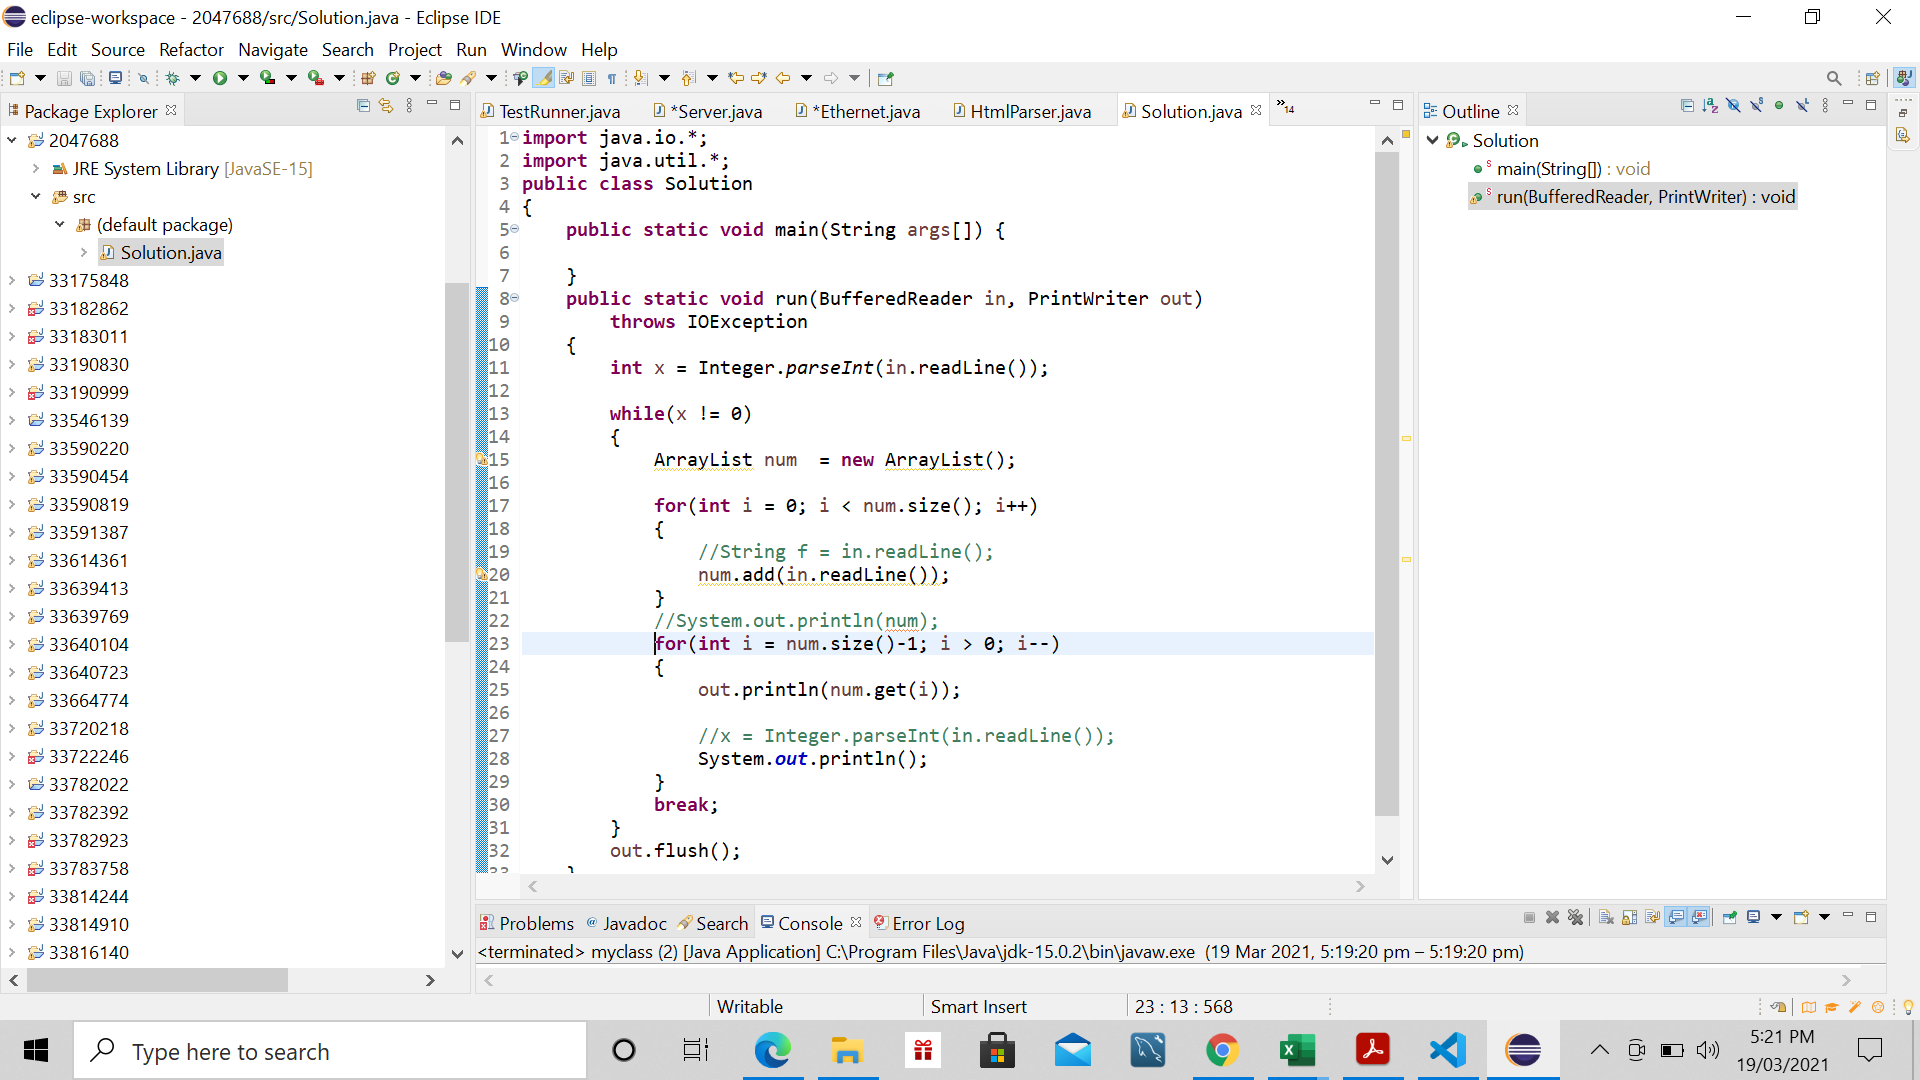 eclipse-workspace - 2047688/src/Solution.java - Eclipse IDE
File Edit Source Refactor Navigate Search Project Run Window Help
Package Explorer
2047688
JRE System Library [JavaSE-15]
src
(default package)
Solution.java
33175848
33182862
33183011
33190830
33190999
33546139
33590220
33590454
33590819
33591387
33614361
33639413
33639769
33640104
33640723
33664774
33720218
33722246
33782022
33782392
33782923
33783758
33814244
33814910
33816140
TestRunner.java *Server.java *Ethernet.java HtmlParser.java Solution.java »14
1 import java.io.*;
2 import java.util.*;
3 public class Solution
4 {
5 public static void main(String args[]) {
6
7 }
8 public static void run(BufferedReader in, PrintWriter out)
9 throws IOException
10 {
11 int x = Integer.parseInt(in.readLine());
12
13 while(x != 0)
14 {
15 ArrayList num  = new ArrayList();
16
17 for(int i = 0; i < num.size(); i++)
18 {
19 //String f = in.readLine();
20 num.add(in.readLine());
21 }
22 //System.out.println(num);
23 for(int i = num.size()-1; i > 0; i--)
24 {
25 out.println(num.get(i));
26
27 //x = Integer.parseInt(in.readLine());
28 System.out.println();
29 }
30 break;
31 }
32 out.flush();
33 }
Outline
Solution
main(String[]) : void
run(BufferedReader, PrintWriter) : void
Problems Javadoc Search Console Error Log
<terminated> myclass (2) [Java Application] C:\Program Files\Java\jdk-15.0.2\bin\javaw.exe (19 Mar 2021, 5:19:20 pm – 5:19:20 pm)
Writable Smart Insert 23 : 13 : 568
Type here to search
5:21 PM
19/03/2021